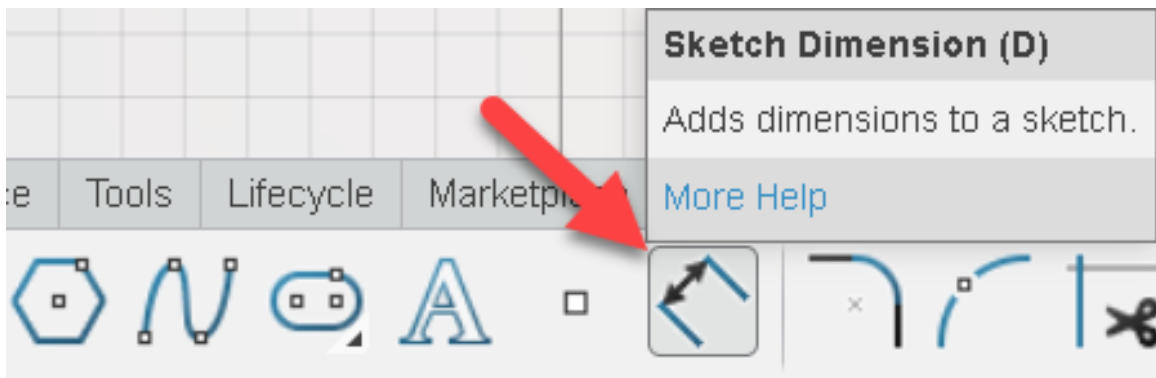 Sketch Dimension (D)
Adds dimensions to a sketch.
More Help
Tools Lifecycle
A